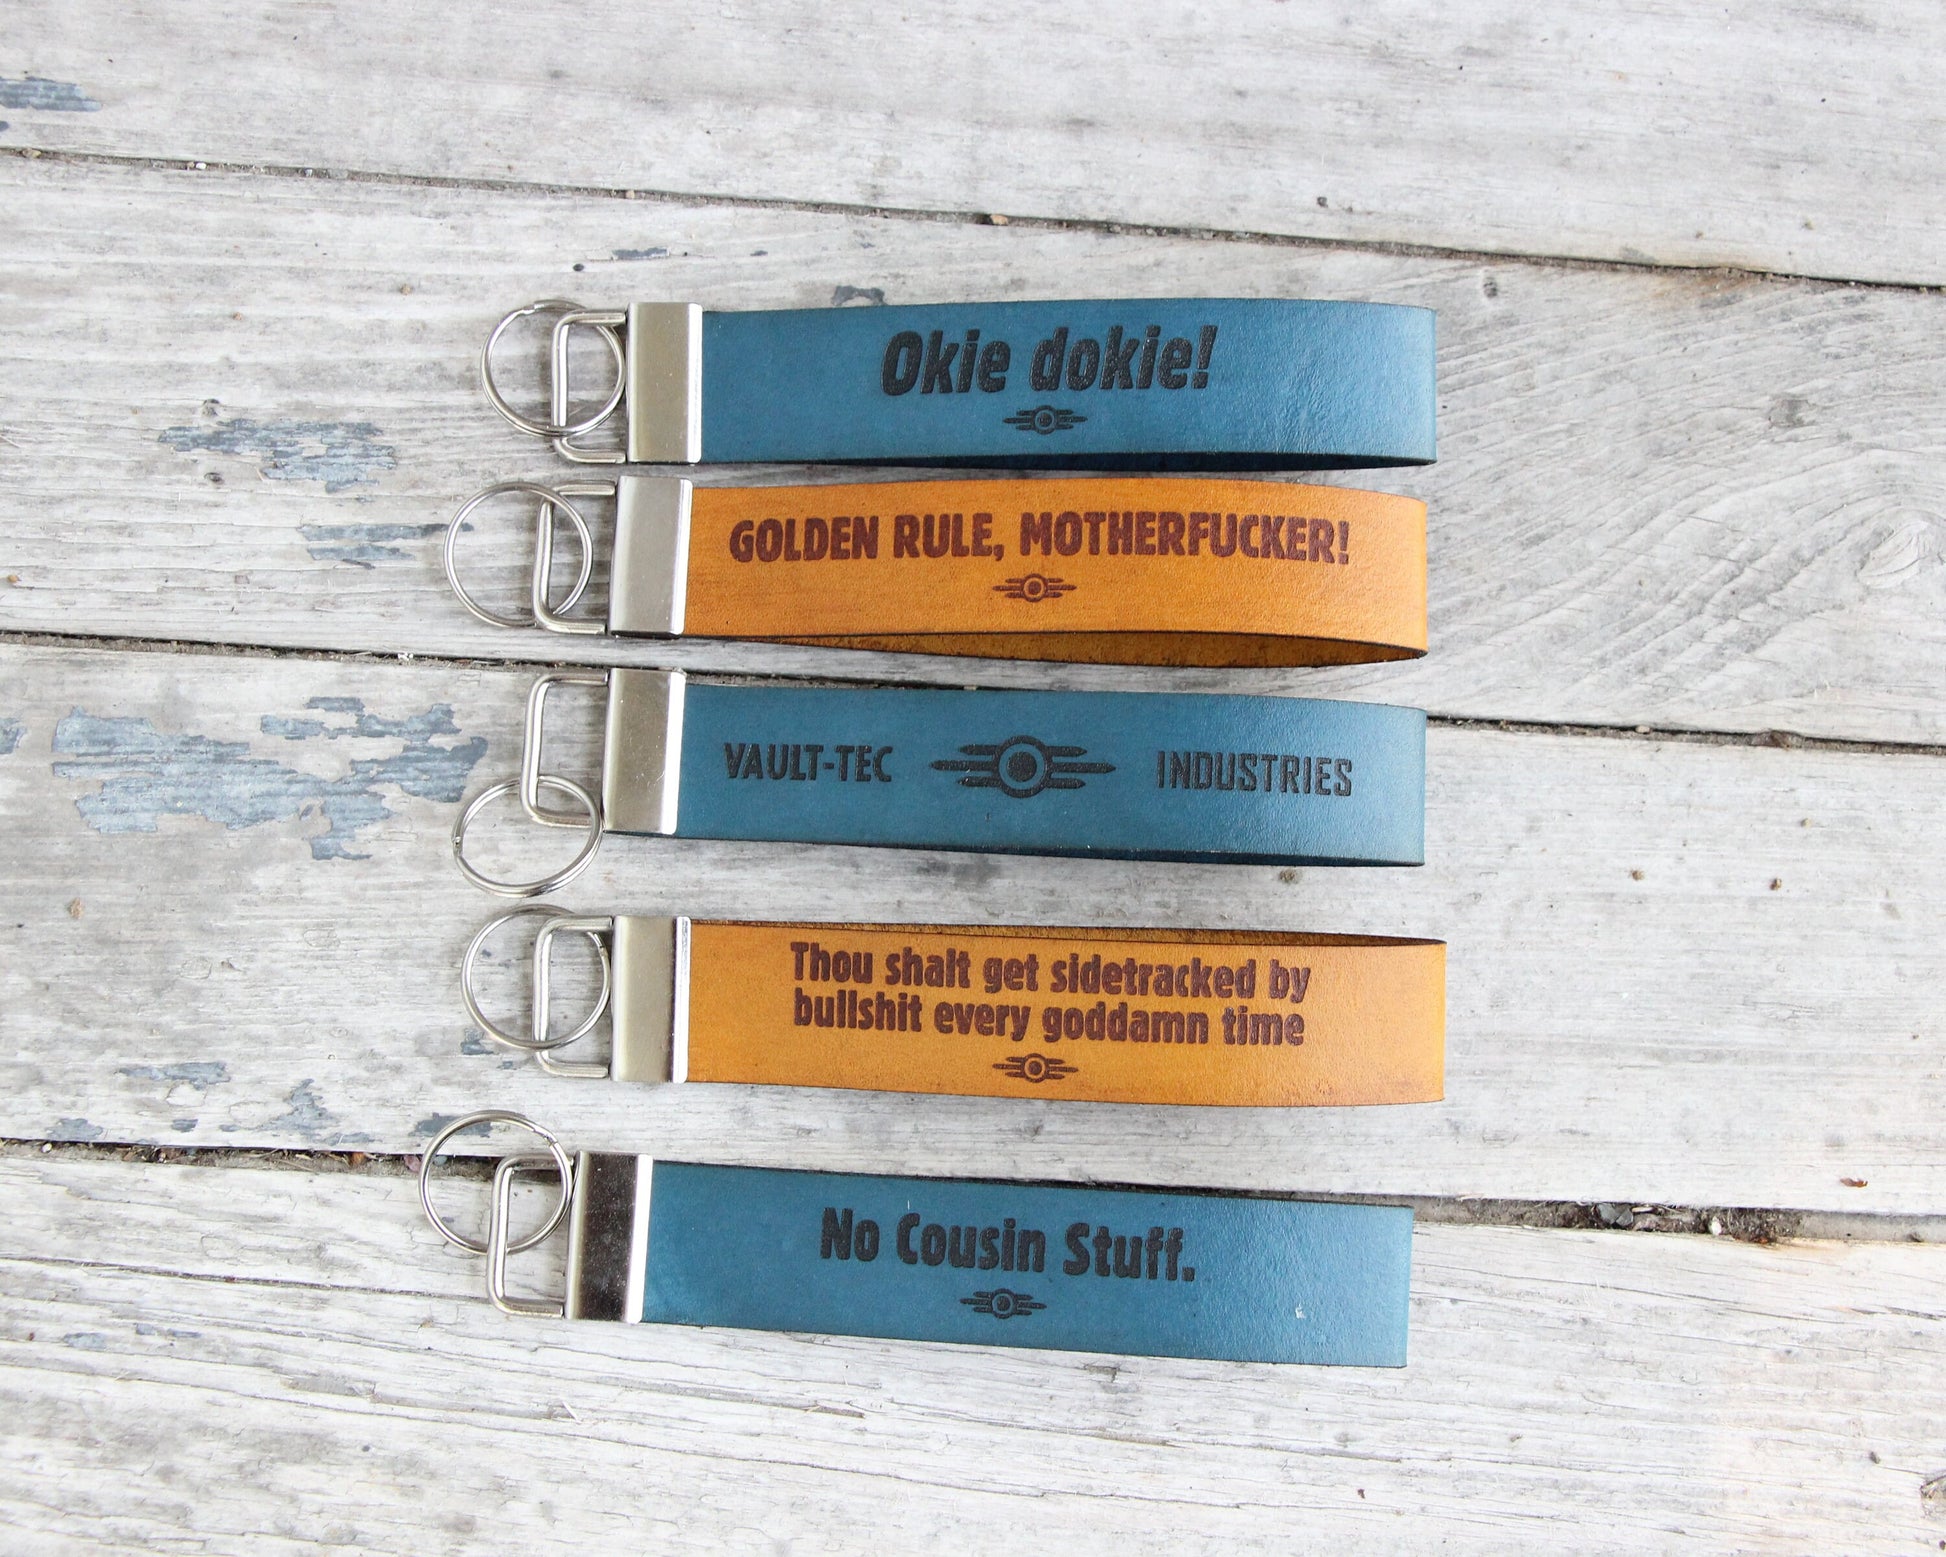 Okie dokie!
GOLDEN RULE, MOTHERFUCKER!
VAULT-TEC INDUSTRIES
Thou shalt get sidetracked by
bullshit every goddamn time
No Cousin Stuff.